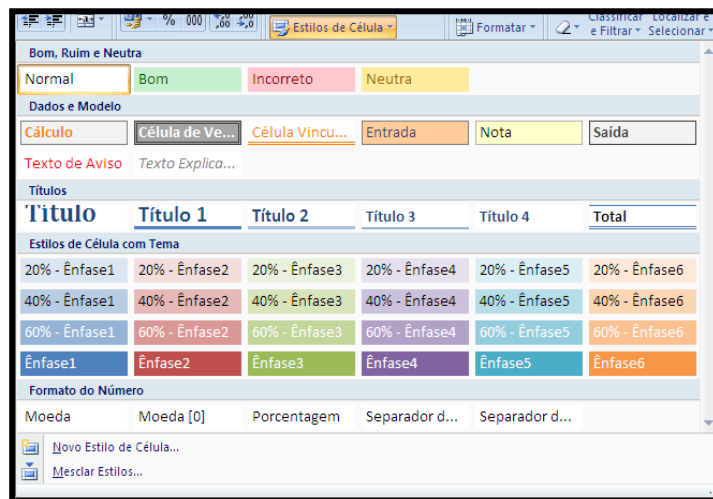 % 000 ,00 ,0 Estilos de Célula Formatar Classificar Localizar e
e Filtrar Selecionar
Bom, Ruim e Neutra
Normal Bom Incorreto Neutra
Dados e Modelo
Cálculo Célula de Ve... Célula Vincu... Entrada Nota Saída
Texto de Aviso Texto Explica...
Títulos
Título Título 1 Título 2 Título 3 Título 4 Total
Estilos de Célula com Tema
20% - Ênfase1 20% - Ênfase2 20% - Ênfase3 20% - Ênfase4 20% - Ênfase5 20% - Ênfase6
40% - Ênfase1 40% - Ênfase2 40% - Ênfase3 40% - Ênfase4 40% - Ênfase5 40% - Ênfase6
60% - Ênfase1 60% - Ênfase2 60% - Ênfase3 60% - Ênfase4 60% - Ênfase5 60% - Ênfase6
Ênfase1 Ênfase2 Ênfase3 Ênfase4 Ênfase5 Ênfase6
Formato do Número
Moeda Moeda [0] Porcentagem Separador d... Separador d...
Novo Estilo de Célula...
Mesclar Estilos...